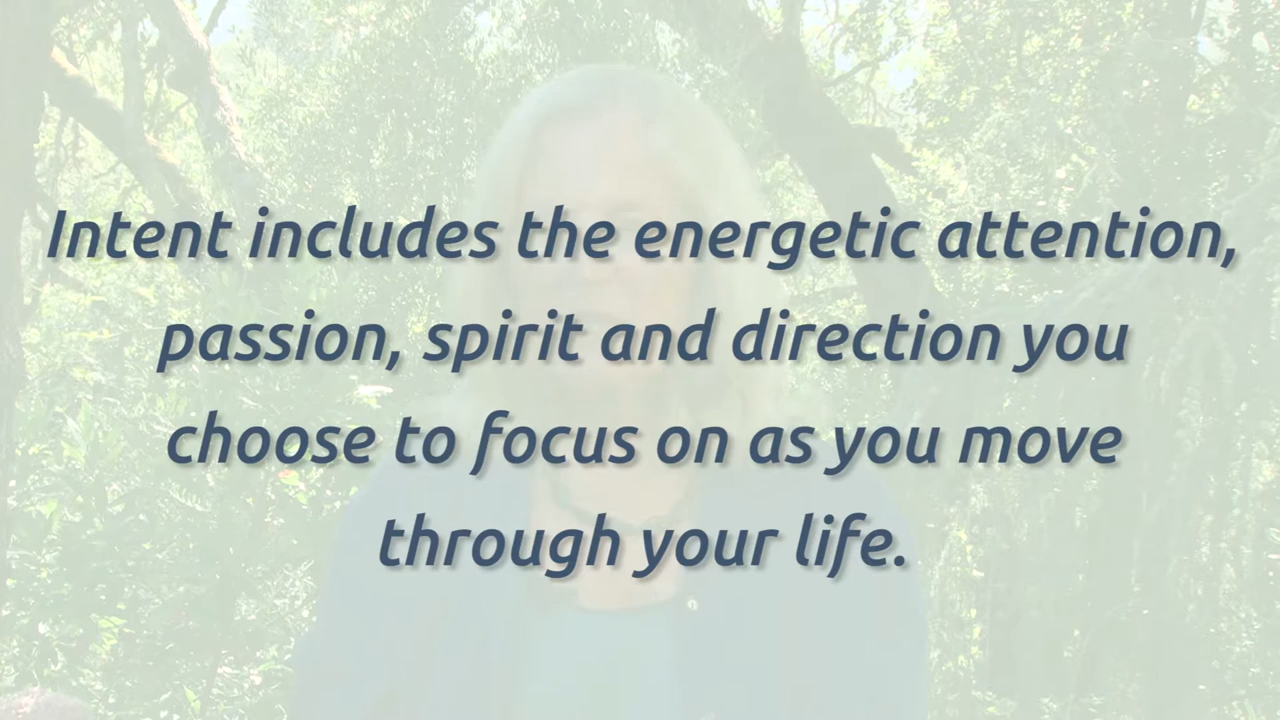 Intent includes the energetic attention,
passion, spirit and direction you
choose to focus on as you move
through your life.